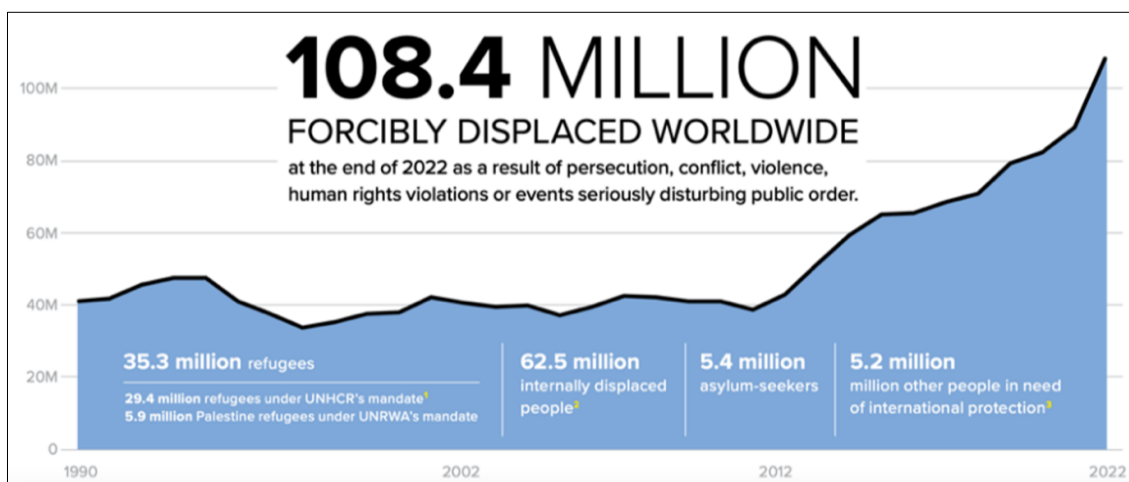 108.4 MILLION
FORCIBLY DISPLACED WORLDWIDE
at the end of 2022 as a result of persecution, conflict, violence,
human rights violations or events seriously disturbing public order.
100M
80M
60M
40M
20M
0
35.3 million refugees
29.4 million refugees under UNHCR's mandate¹
5.9 million Palestine refugees under UNRWA's mandate
62.5 million
internally displaced
people²
5.4 million
asylum-seekers
5.2 million
million other people in need
of international protection³
1990
2002
2012
2022